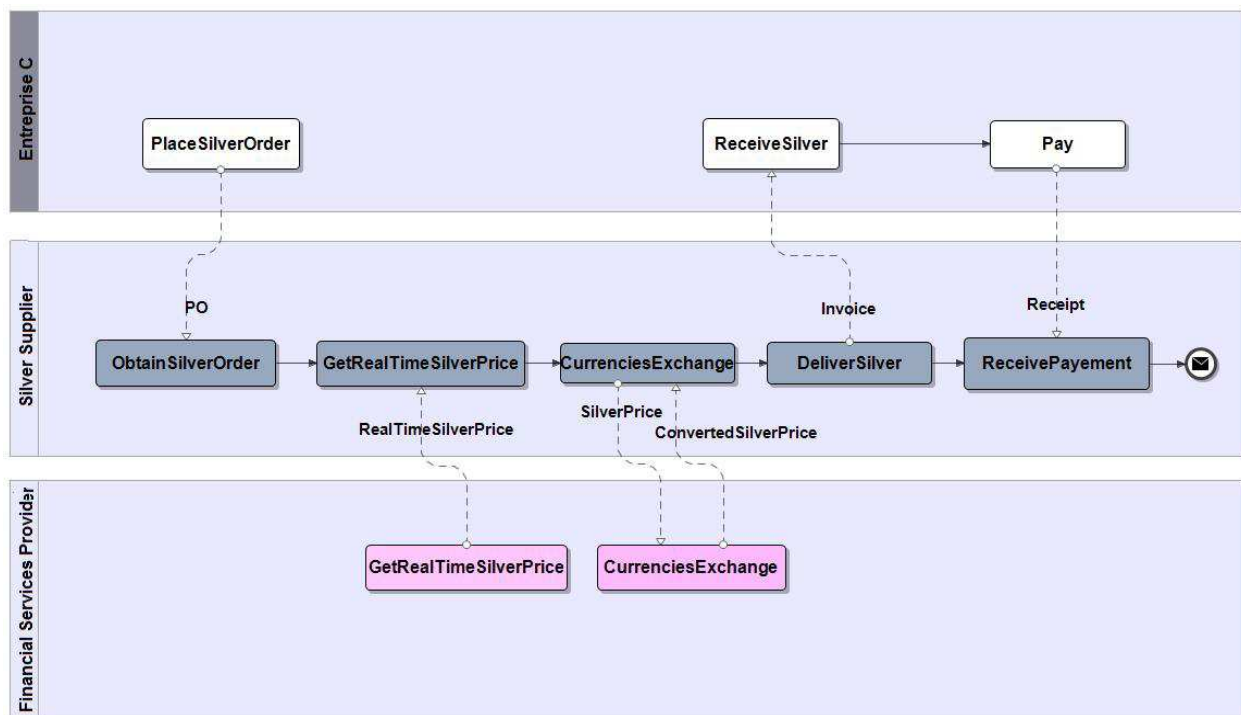 Entreprise C
PlaceSilverOrder
ReceiveSilver
Pay
Silver Supplier
PO
Invoice
Receipt
ObtainSilverOrder
GetRealTimeSilverPrice
CurrenciesExchange
DeliverSilver
ReceivePayement
RealTimeSilverPrice
SilverPrice
ConvertedSilverPrice
Financial Services Provider
GetRealTimeSilverPrice
CurrenciesExchange